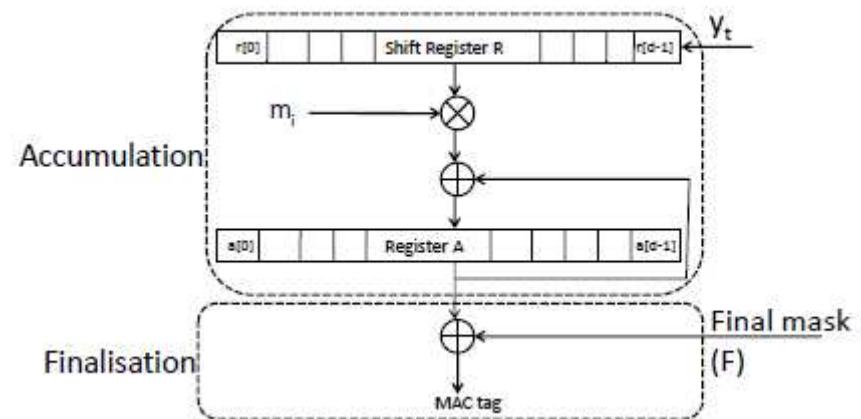 y_t
r[0] Shift Register R r[d-1]
m_i
Accumulation
a[0] Register A a[d-1]
Final mask
(F)
Finalisation
MAC tag